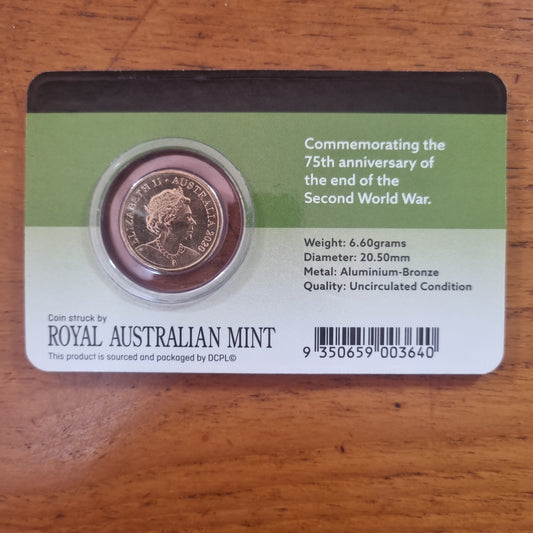 Commemorating the
75th anniversary of
the end of the
Second World War.
ELIZABETH II • AUSTRALIA 2020
Weight: 6.60grams
Diameter: 20.50mm
Metal: Aluminium-Bronze
Quality: Uncirculated Condition
Coin struck by
ROYAL AUSTRALIAN MINT
This product is sourced and packaged by DCPL©
9 350659 003640